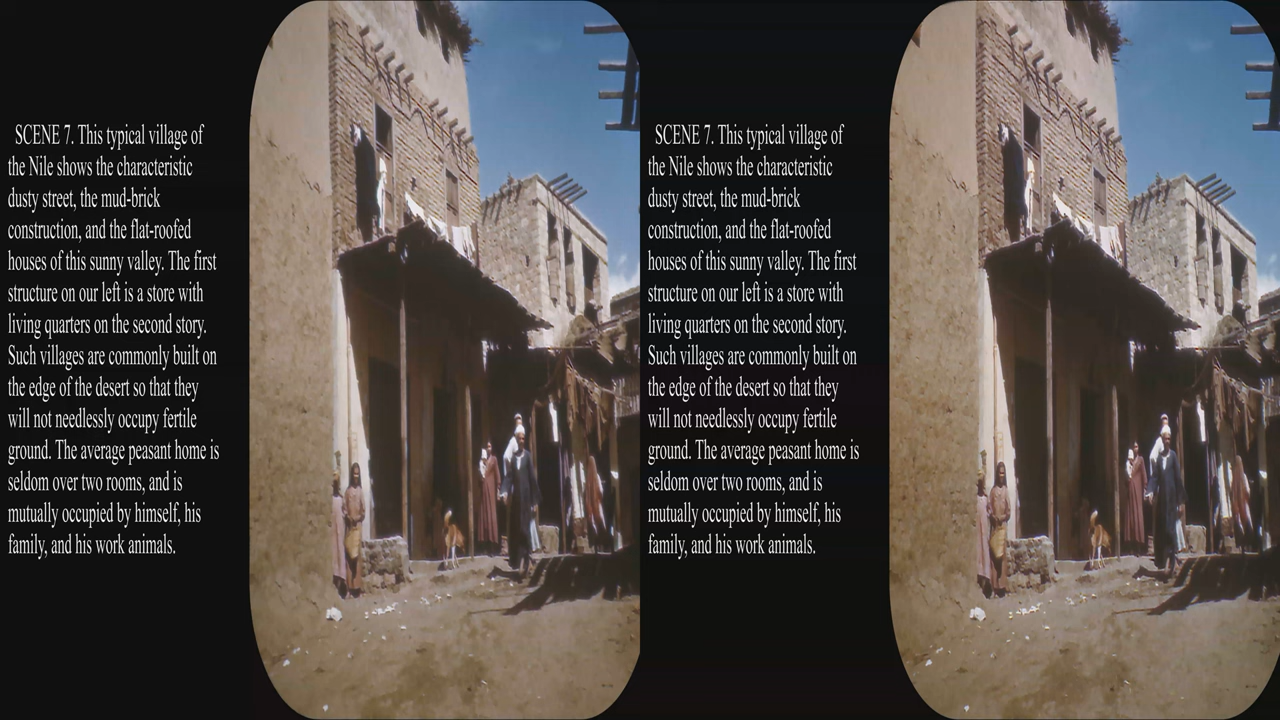 SCENE 7. This typical village of
the Nile shows the characteristic
dusty street, the mud-brick
construction, and the flat-roofed
houses of this sunny valley. The first
structure on our left is a store with
living quarters on the second story.
Such villages are commonly built on
the edge of the desert so that they
will not needlessly occupy fertile
ground. The average peasant home is
seldom over two rooms, and is
mutually occupied by himself, his
family, and his work animals.
SCENE 7. This typical village of
the Nile shows the characteristic
dusty street, the mud-brick
construction, and the flat-roofed
houses of this sunny valley. The first
structure on our left is a store with
living quarters on the second story.
Such villages are commonly built on
the edge of the desert so that they
will not needlessly occupy fertile
ground. The average peasant home is
seldom over two rooms, and is
mutually occupied by himself, his
family, and his work animals.